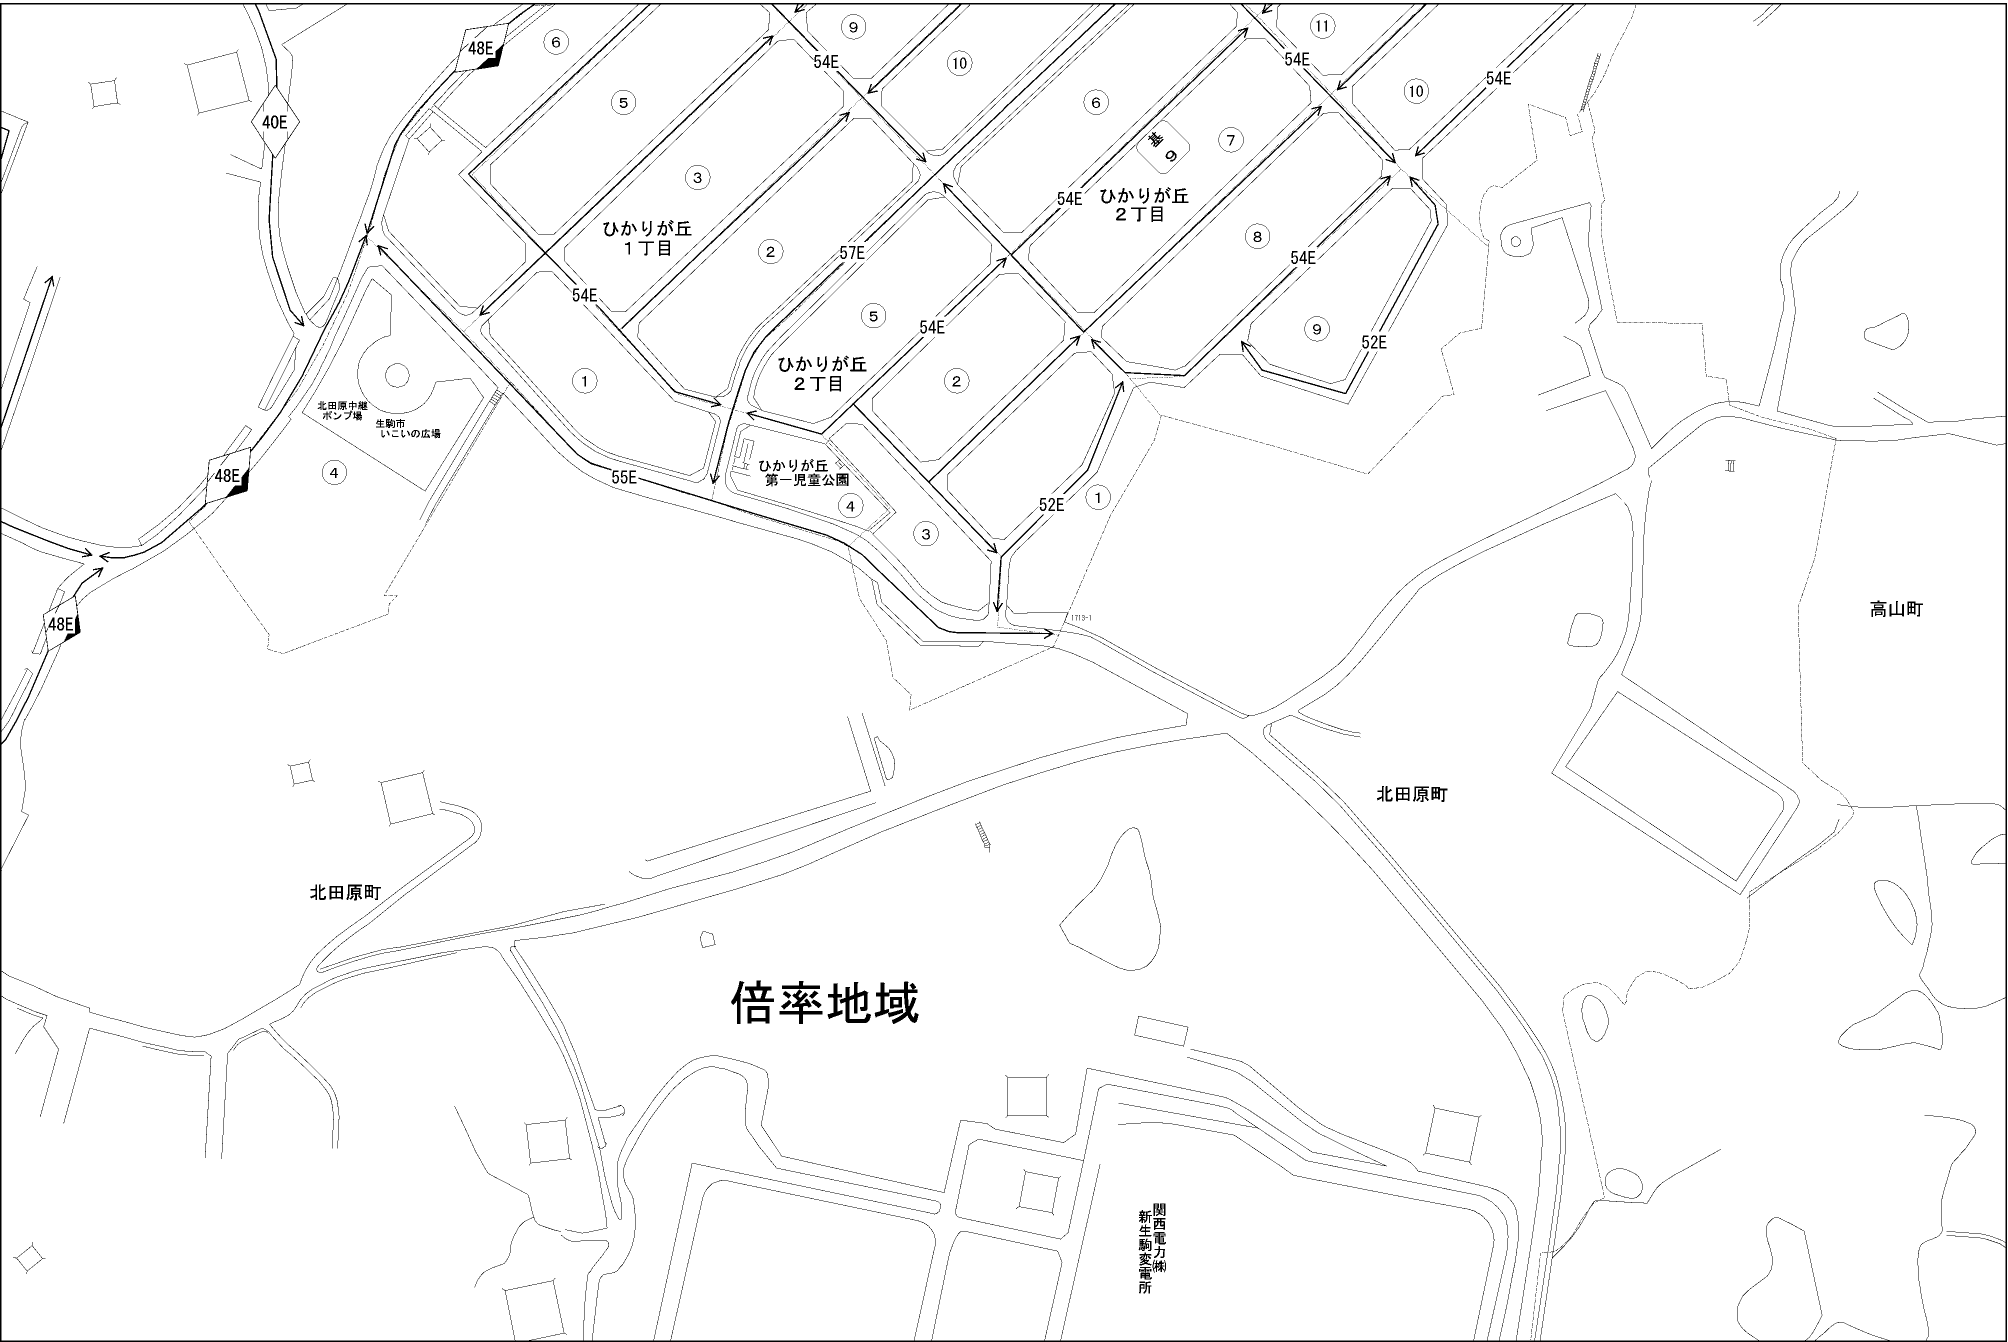 ⑥
48E
⑨
54E
⑩
⑪
54E
⑩
54E
40E
⑤
⑥
⑦
基
9
③
54E
ひかりが丘
2丁目
ひかりが丘
1丁目
②
57E
⑧
54E
54E
⑤
54E
⑨
52E
①
ひかりが丘
2丁目
②
北田原中継
ポンプ場
生駒市
いこいの広場
④
48E
55E
ひかりが丘
第一児童公園
④
52E
①
③
48E
1713-1
高山町
北田原町
北田原町
倍率地域
関西電力㈱
新生駒変電所